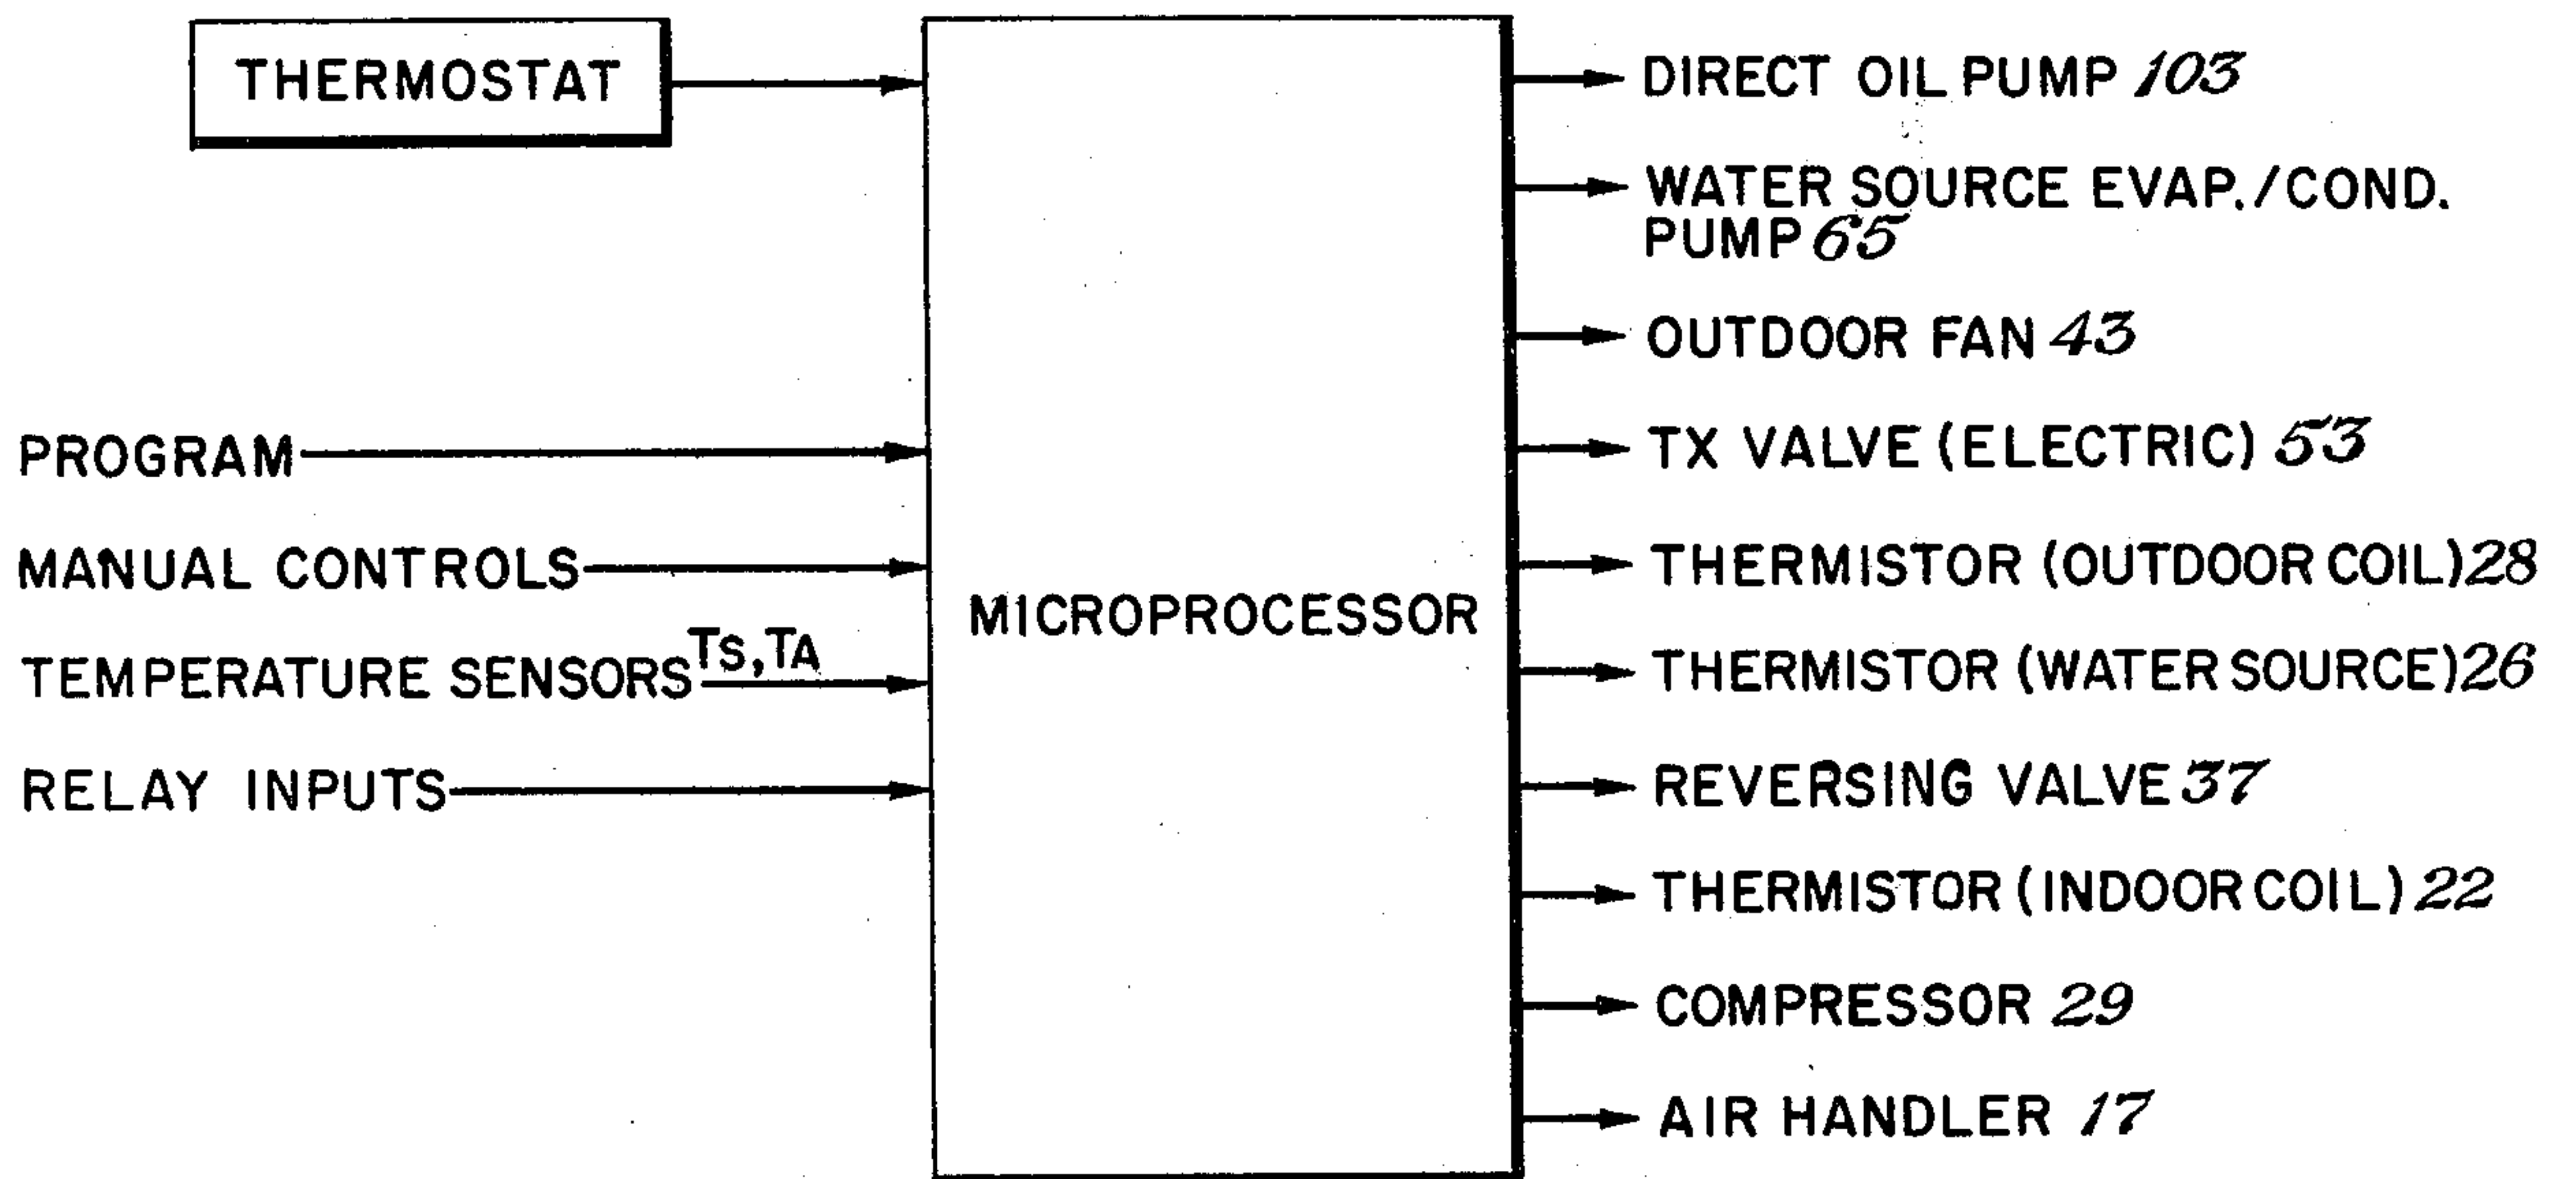 THERMOSTAT
PROGRAM
MANUAL CONTROLS
TEMPERATURE SENSORS TS,TA
RELAY INPUTS
MICROPROCESSOR
DIRECT OIL PUMP 103
WATER SOURCE EVAP./COND.
PUMP 65
OUTDOOR FAN 43
TX VALVE (ELECTRIC) 53
THERMISTOR (OUTDOOR COIL) 28
THERMISTOR (WATER SOURCE) 26
REVERSING VALVE 37
THERMISTOR (INDOOR COIL) 22
COMPRESSOR 29
AIR HANDLER 17